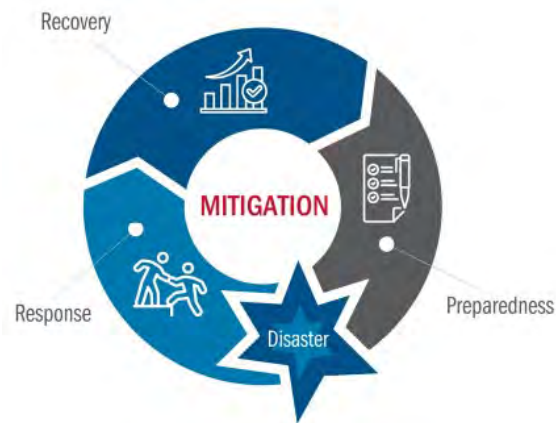 Recovery
MITIGATION
Response
Preparedness
Disaster